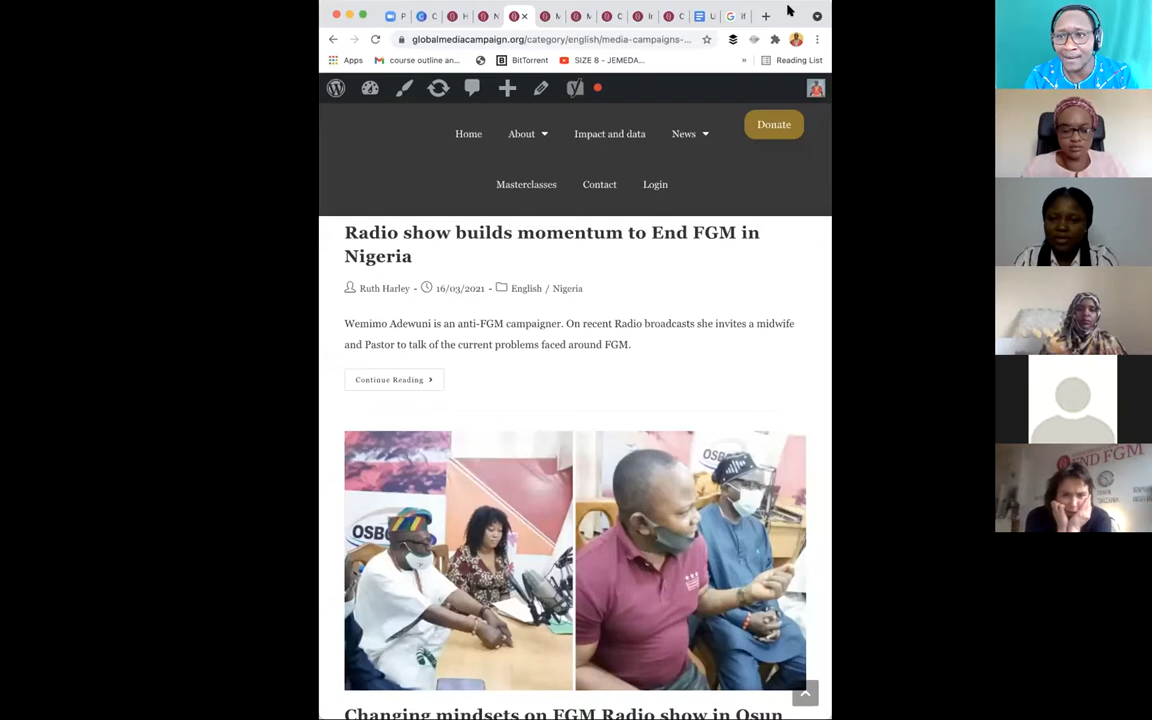 P
C
H
N
M
M
C
Ir
C
U
If
globalmediacampaign.org/category/english/media-campaigns-...
Apps
course outline an...
BitTorrent
SIZE 8 - JEMEDA...
»
Reading List
Home
About
Impact and data
News
Donate
Masterclasses
Contact
Login
Radio show builds momentum to End FGM in
Nigeria
Ruth Harley - 16/03/2021 - English / Nigeria
Wemimo Adewuni is an anti-FGM campaigner. On recent Radio broadcasts she invites a midwife
and Pastor to talk of the current problems faced around FGM.
Continue Reading
OSBC
OSBC
Changing mindsets on FGM Radio show in Osun
END FGM